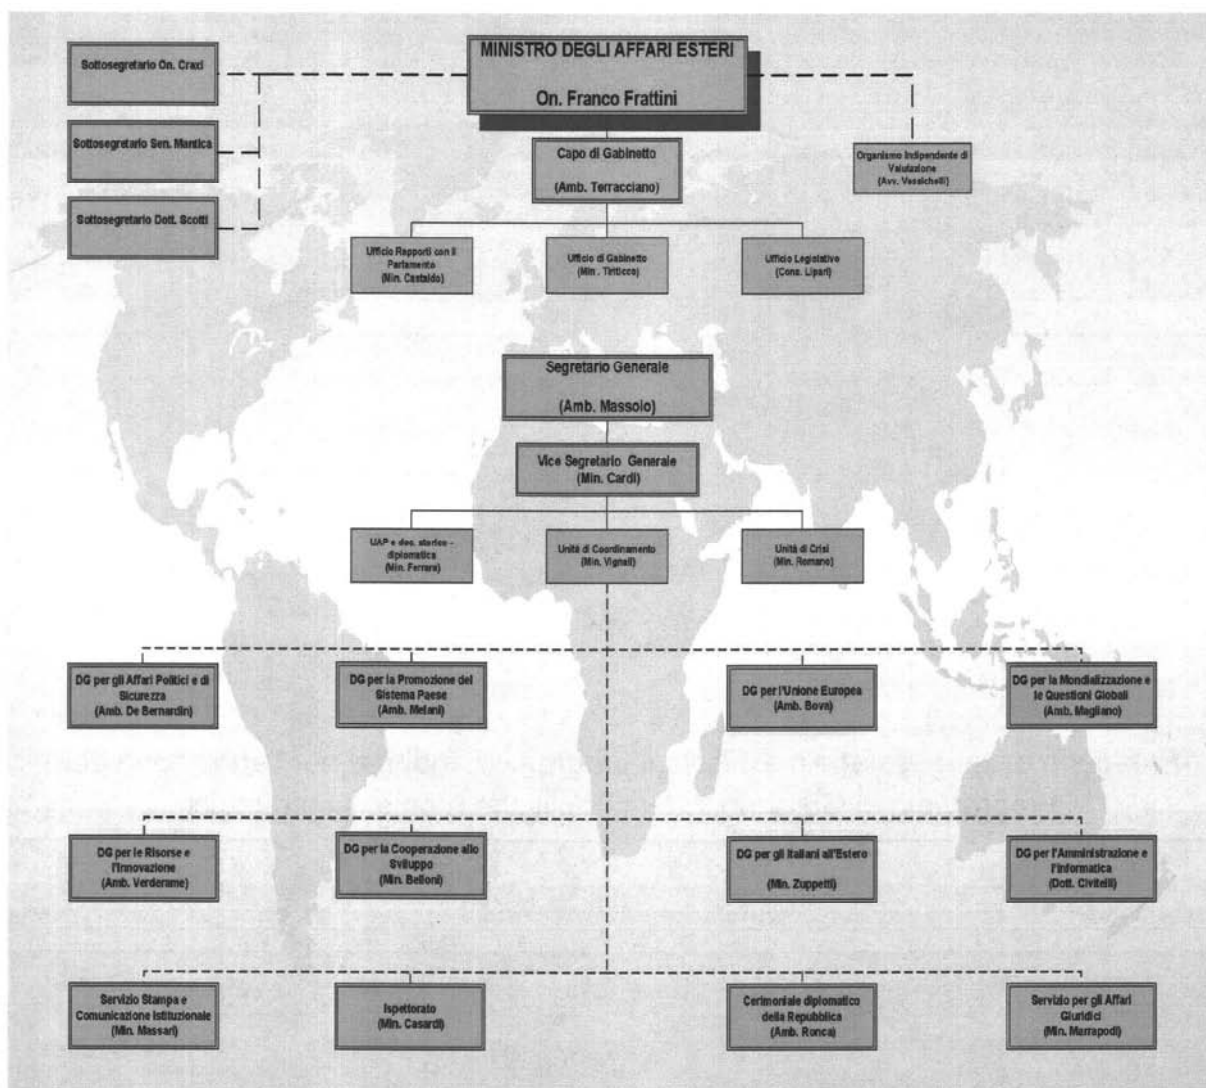 MINISTRO DEGLI AFFARI ESTERI
On. Franco Frattini
Sottosegretario On. Craxi
Sottosegretario Sen. Mantica
Sottosegretario Dott. Scotti
Capo di Gabinetto
(Amb. Terracciano)
Organismo Indipendente di
Valutazione
(Avv. Vessichelli)
Ufficio Rapporti con il
Parlamento
(Min. Castaldo)
Ufficio di Gabinetto
(Min . Tiriticco)
Ufficio Legislativo
(Cons. Lipari)
Segretario Generale
(Amb. Massolo)
Vice Segretario Generale
(Min. Cardi)
UAP e doc. storico -
diplomatica
(Min. Ferrara)
Unità di Coordinamento
(Min. Vignali)
Unità di Crisi
(Min. Romano)
DG per gli Affari Politici e di
Sicurezza
(Amb. De Bernardin)
DG per la Promozione del
Sistema Paese
(Amb. Melani)
DG per l'Unione Europea
(Amb. Bova)
DG per la Mondializzazione e
le Questioni Globali
(Amb. Magliano)
DG per le Risorse e
l'Innovazione
(Amb. Verderame)
DG per la Cooperazione allo
Sviluppo
(Min. Belloni)
DG per gli Italiani all'Estero
(Min. Zuppetti)
DG per l'Amministrazione e
l'Informatica
(Dott. Civitelli)
Servizio Stampa e
Comunicazione Istituzionale
(Min. Massari)
Ispettorato
(Min. Casardi)
Cerimoniale diplomatico
della Repubblica
(Amb. Ronca)
Servizio per gli Affari
Giuridici
(Min. Marrapodi)